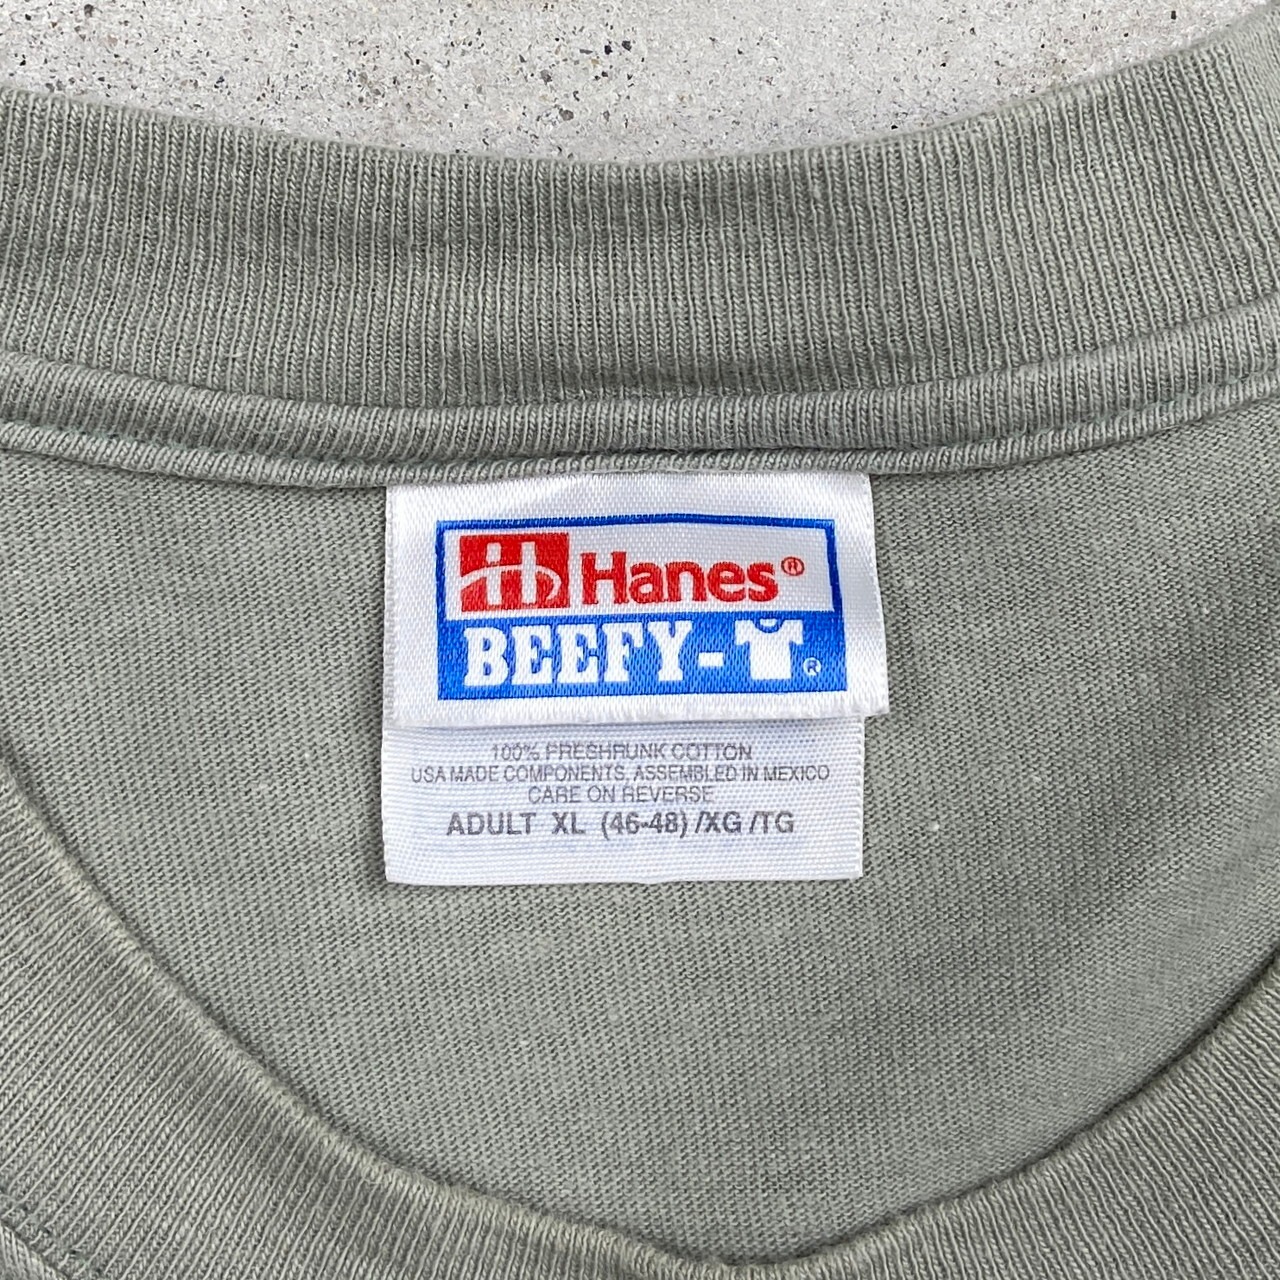 Hanes®
BEEFY-®
100% PRESHRUNK COTTON
USA MADE COMPONENTS, ASSEMBLED IN MEXICO
CARE ON REVERSE
ADULT XL (46-48) /XG /TG